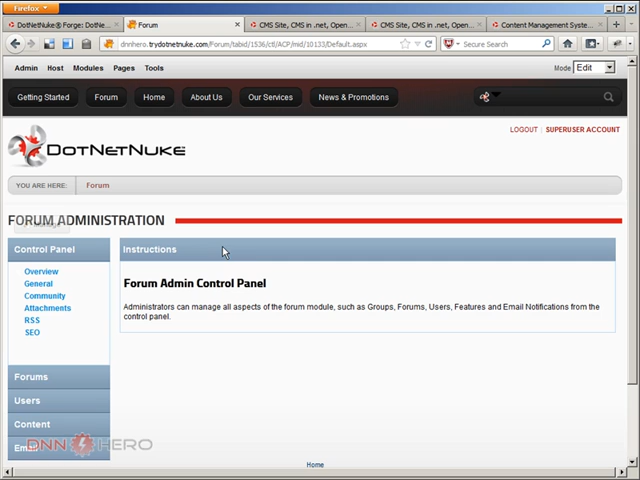 Firefox
DotNetNuke® Forge: DotNe...
Forum
CMS Site, CMS in .net, Open...
CMS Site, CMS in .net, Open...
Content Management Syste...
dnnhero.trydotnetnuke.com/Forum/tabid/1536/ctl/ACP/mid/10133/Default.aspx
Secure Search
Admin Host Modules Pages Tools
Mode Edit
Getting Started Forum Home About Us Our Services News & Promotions
LOGOUT | SUPERUSER ACCOUNT
DOTNETNUKE
YOU ARE HERE: Forum
FORUM ADMINISTRATION
Control Panel
Overview
General
Community
Attachments
RSS
SEO
Forums
Users
Content
Email
Instructions
Forum Admin Control Panel
Administrators can manage all aspects of the forum module, such as Groups, Forums, Users, Features and Email Notifications from the
control panel.
DNN HERO
Home